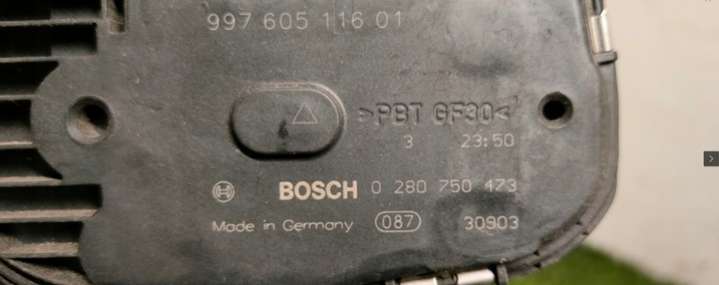 997 605 116 01
>PBT GF30<
3 23:50
BOSCH 0 280 750 473
Made in Germany 087 30903